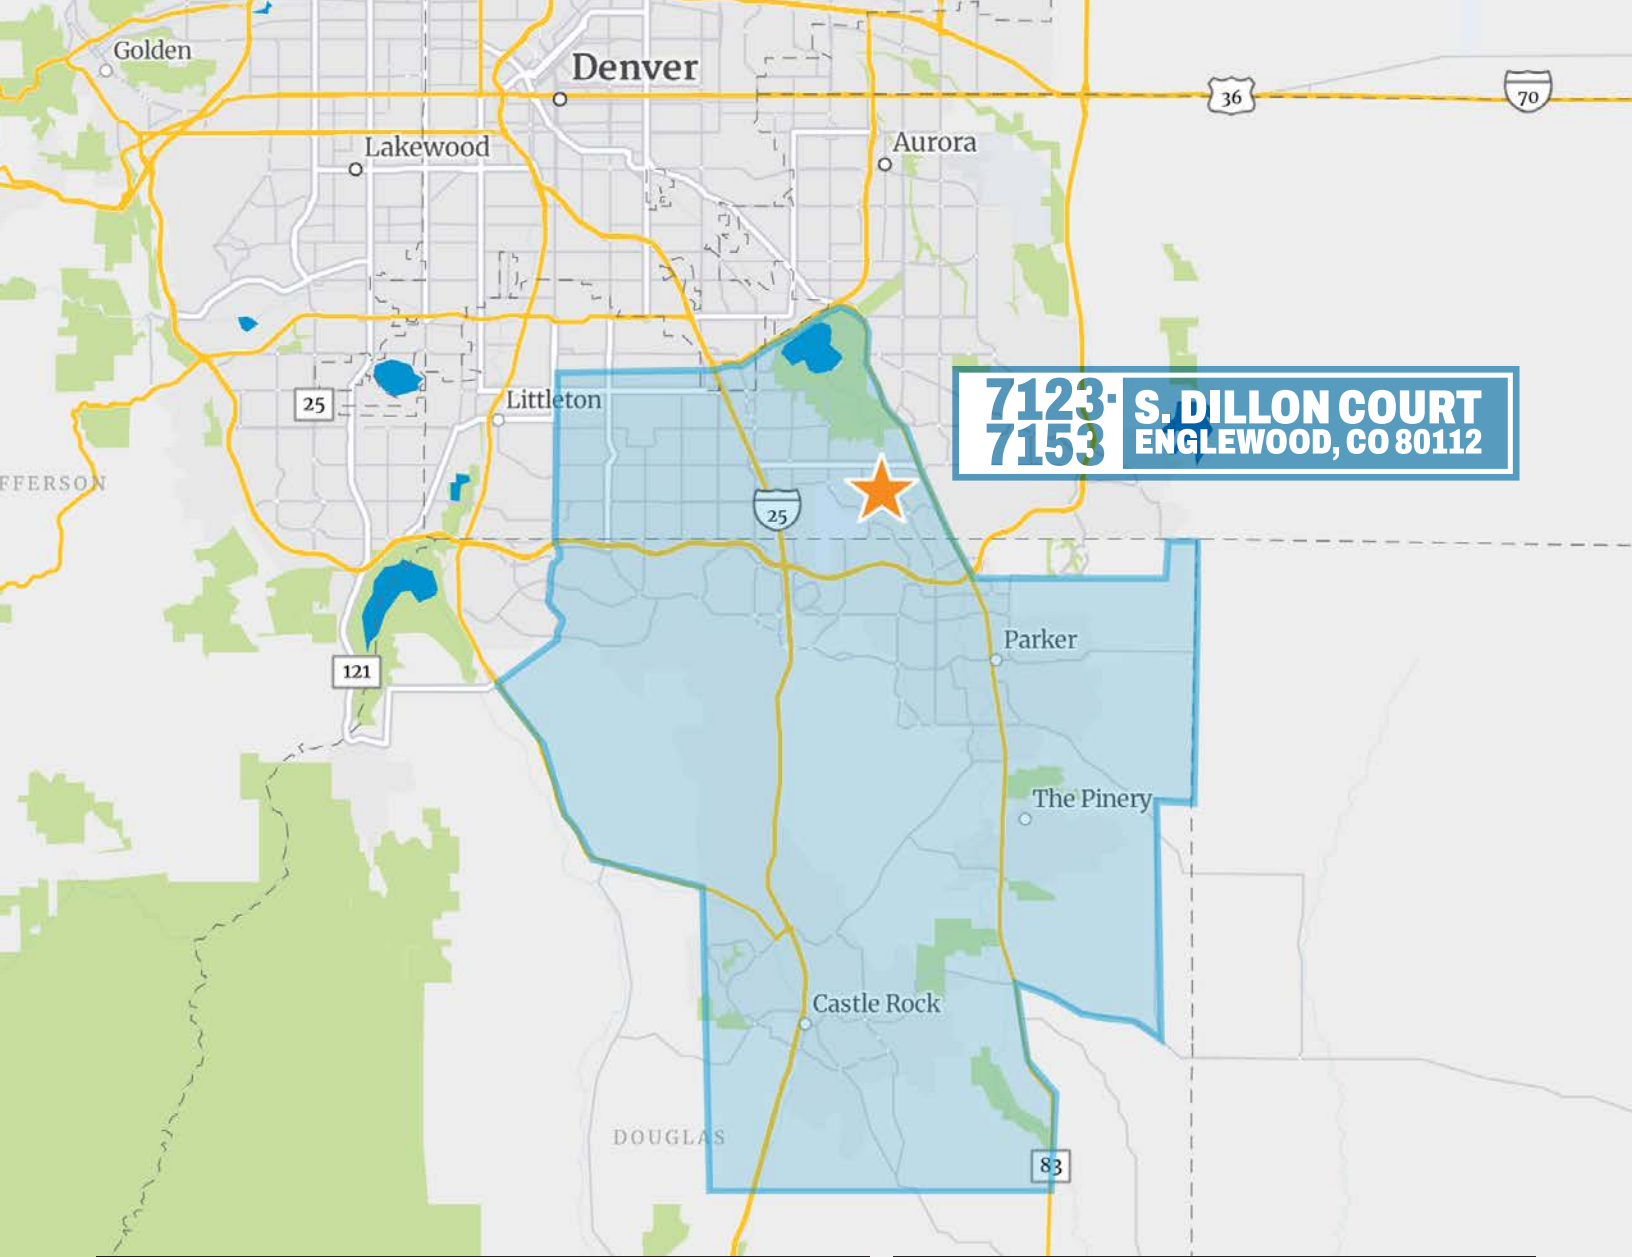 Golden
Denver
36
70
Lakewood
Aurora
25
Littleton
7123-
7153
S. DILLON COURT
ENGLEWOOD, CO 80112
FFERSON
25
Parker
121
The Pinery
Castle Rock
DOUGLAS
83